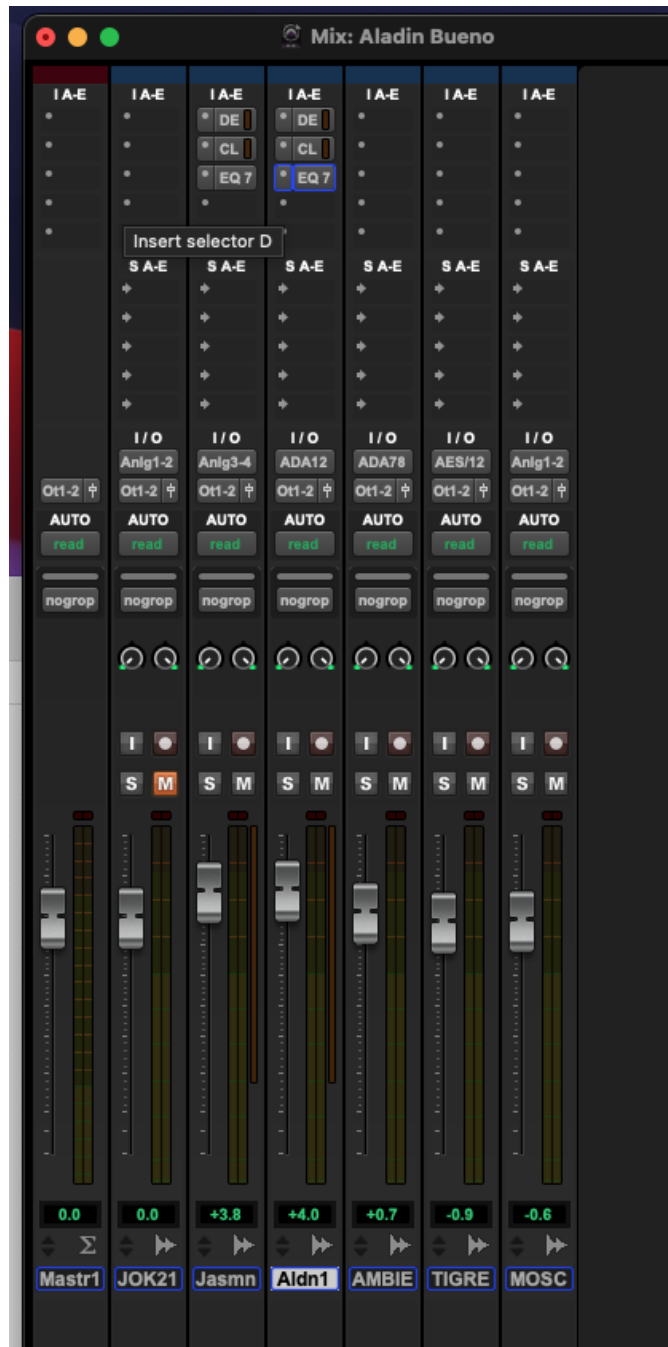 Mix: Aladin Bueno
I A-E I A-E I A-E I A-E I A-E I A-E I A-E
DE DE
CL CL
EQ 7 EQ 7
Insert selector D
S A-E S A-E S A-E S A-E S A-E S A-E
I / O I / O I / O I / O I / O I / O
Anlg1-2 Anlg3-4 ADA12 ADA78 AES/12 Anlg1-2
Ot1-2 Ot1-2 Ot1-2 Ot1-2 Ot1-2 Ot1-2 Ot1-2
AUTO AUTO AUTO AUTO AUTO AUTO AUTO
read read read read read read read
nogrop nogrop nogrop nogrop nogrop nogrop nogrop
I I I I I I
S M S M S M S M S M S M
0.0 0.0 +3.8 +4.0 +0.7 -0.9 -0.6
Σ
Mastr1 JOK21 Jasmn Aldn1 AMBIE TIGRE MOSC